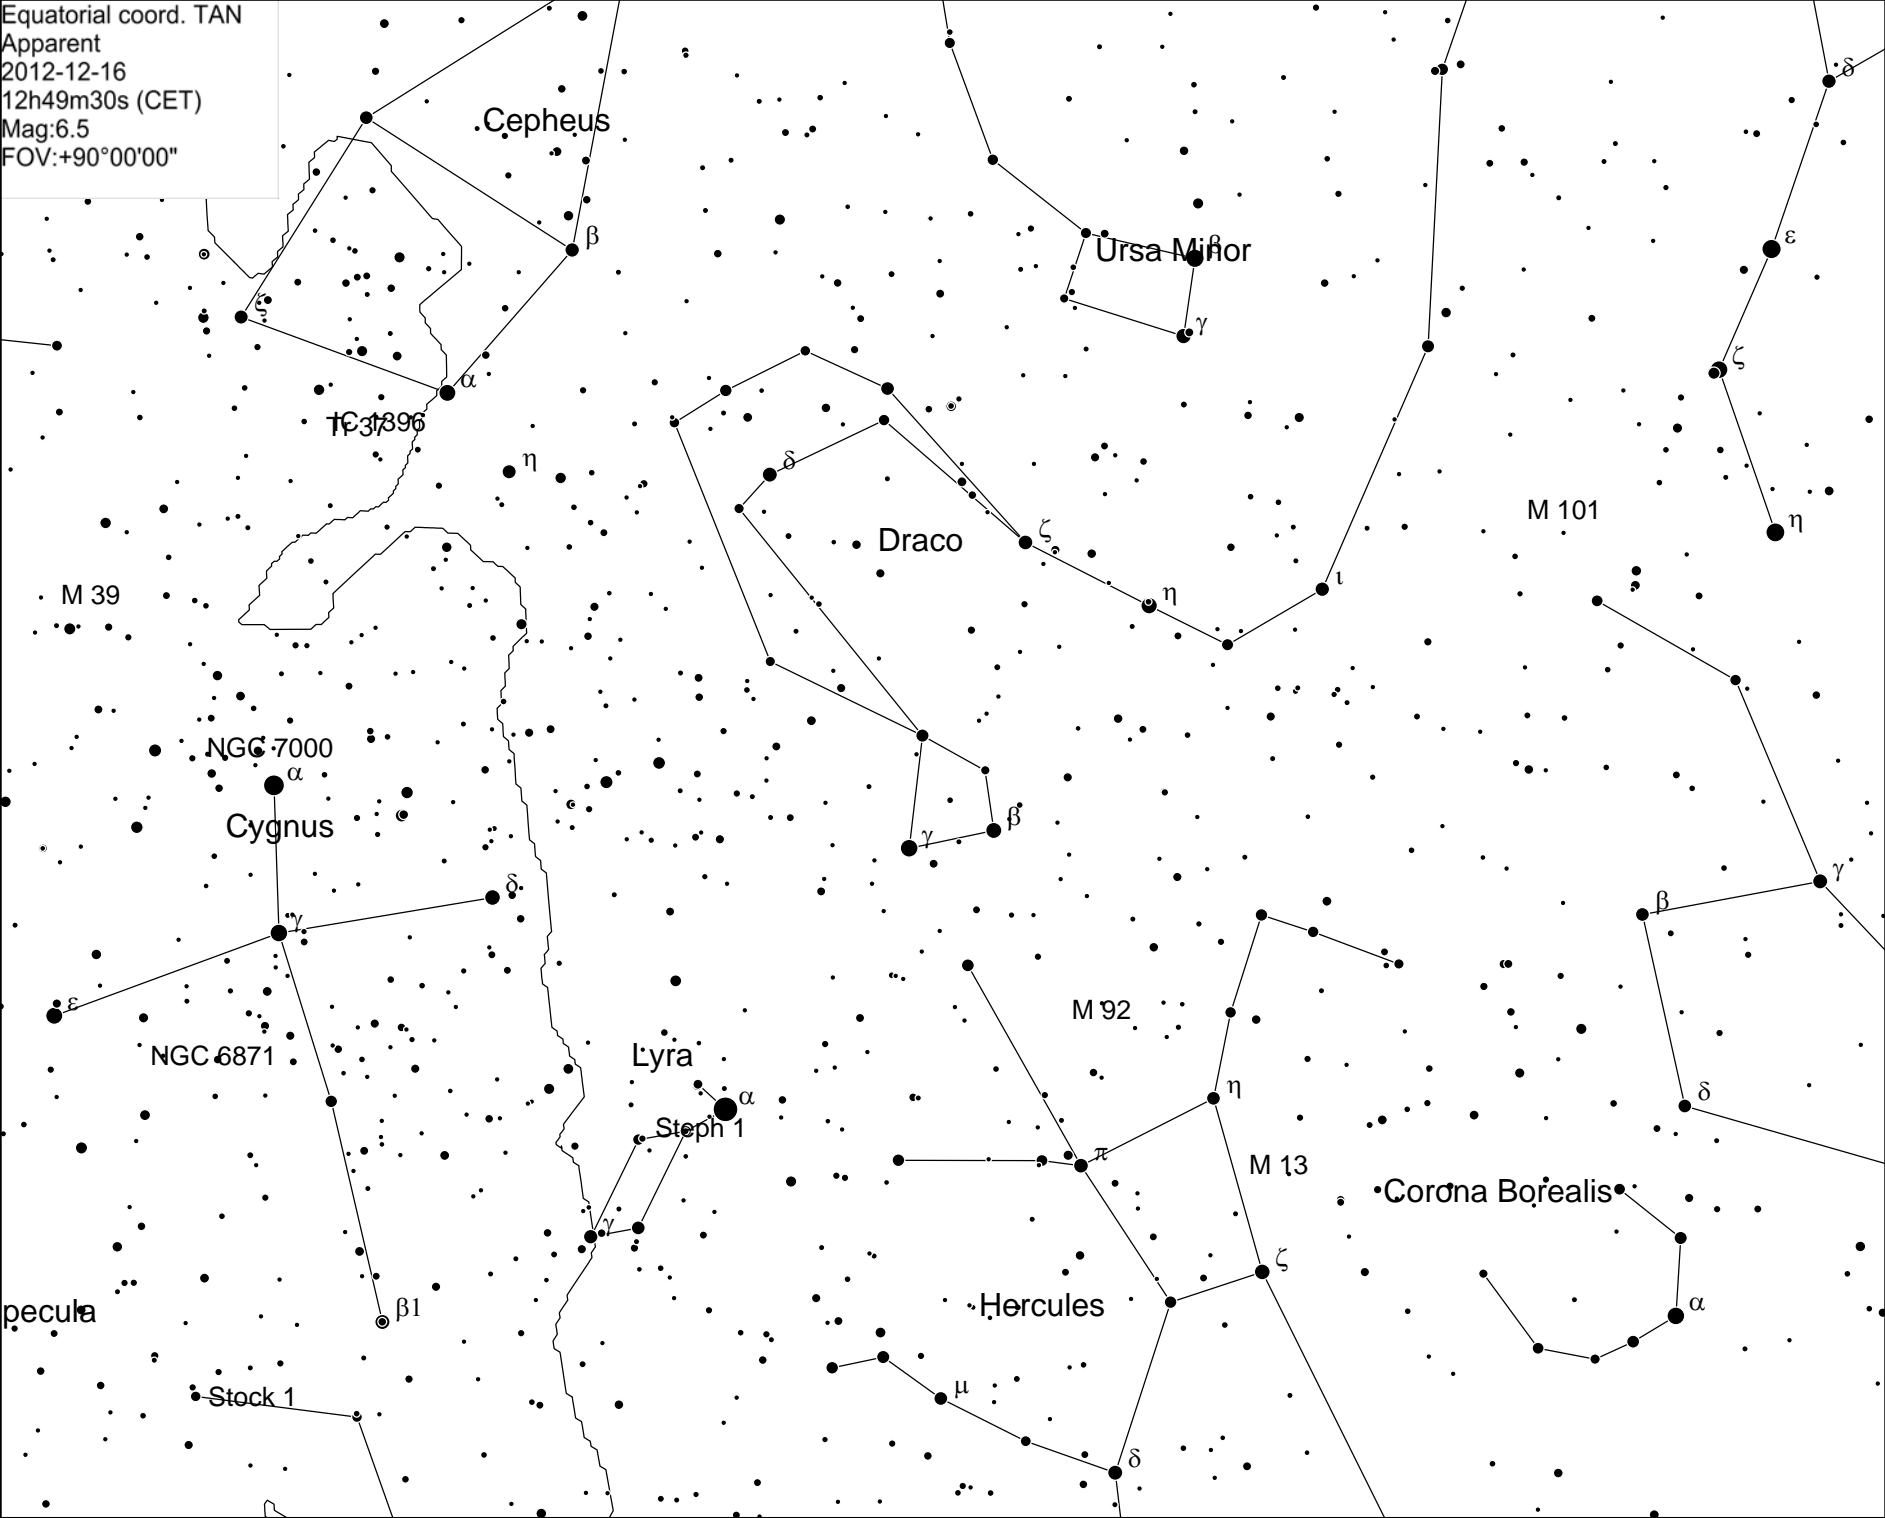 Equatorial coord. TAN
Apparent
2012-12-16
12h49m30s (CET)
Mag:6.5
FOV:+90°00'00"
δ
Cepheus
β
Ursa Minor
β
ε
ζ
γ
ζ
α
IC 1396
Tr 37
η
δ
M 101
η
Draco
ζ
ι
M 39
η
NGC 7000
α
Cygnus
β
γ
γ
δ
β
γ
ε
M 92
NGC 6871
Lyra
α
η
δ
Steph 1
π
M 13
Corona Borealis
γ
ζ
pecula
β1
Hercules
α
μ
Stock 1
δ